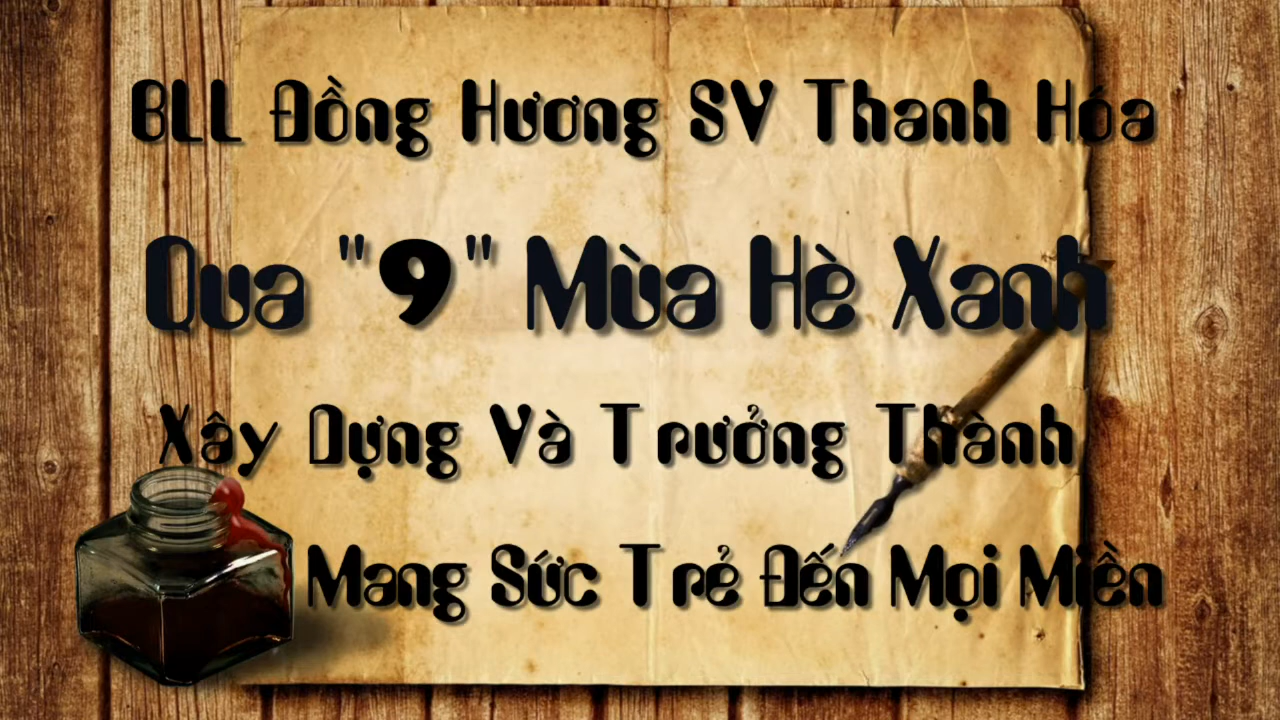 BLL Đồng Hương SV Thanh Hóa
Qua "9" Mùa Hè Xanh
Xây Dựng Và Trưởng Thành
Mang Sức Trẻ Đến Mọi Miền